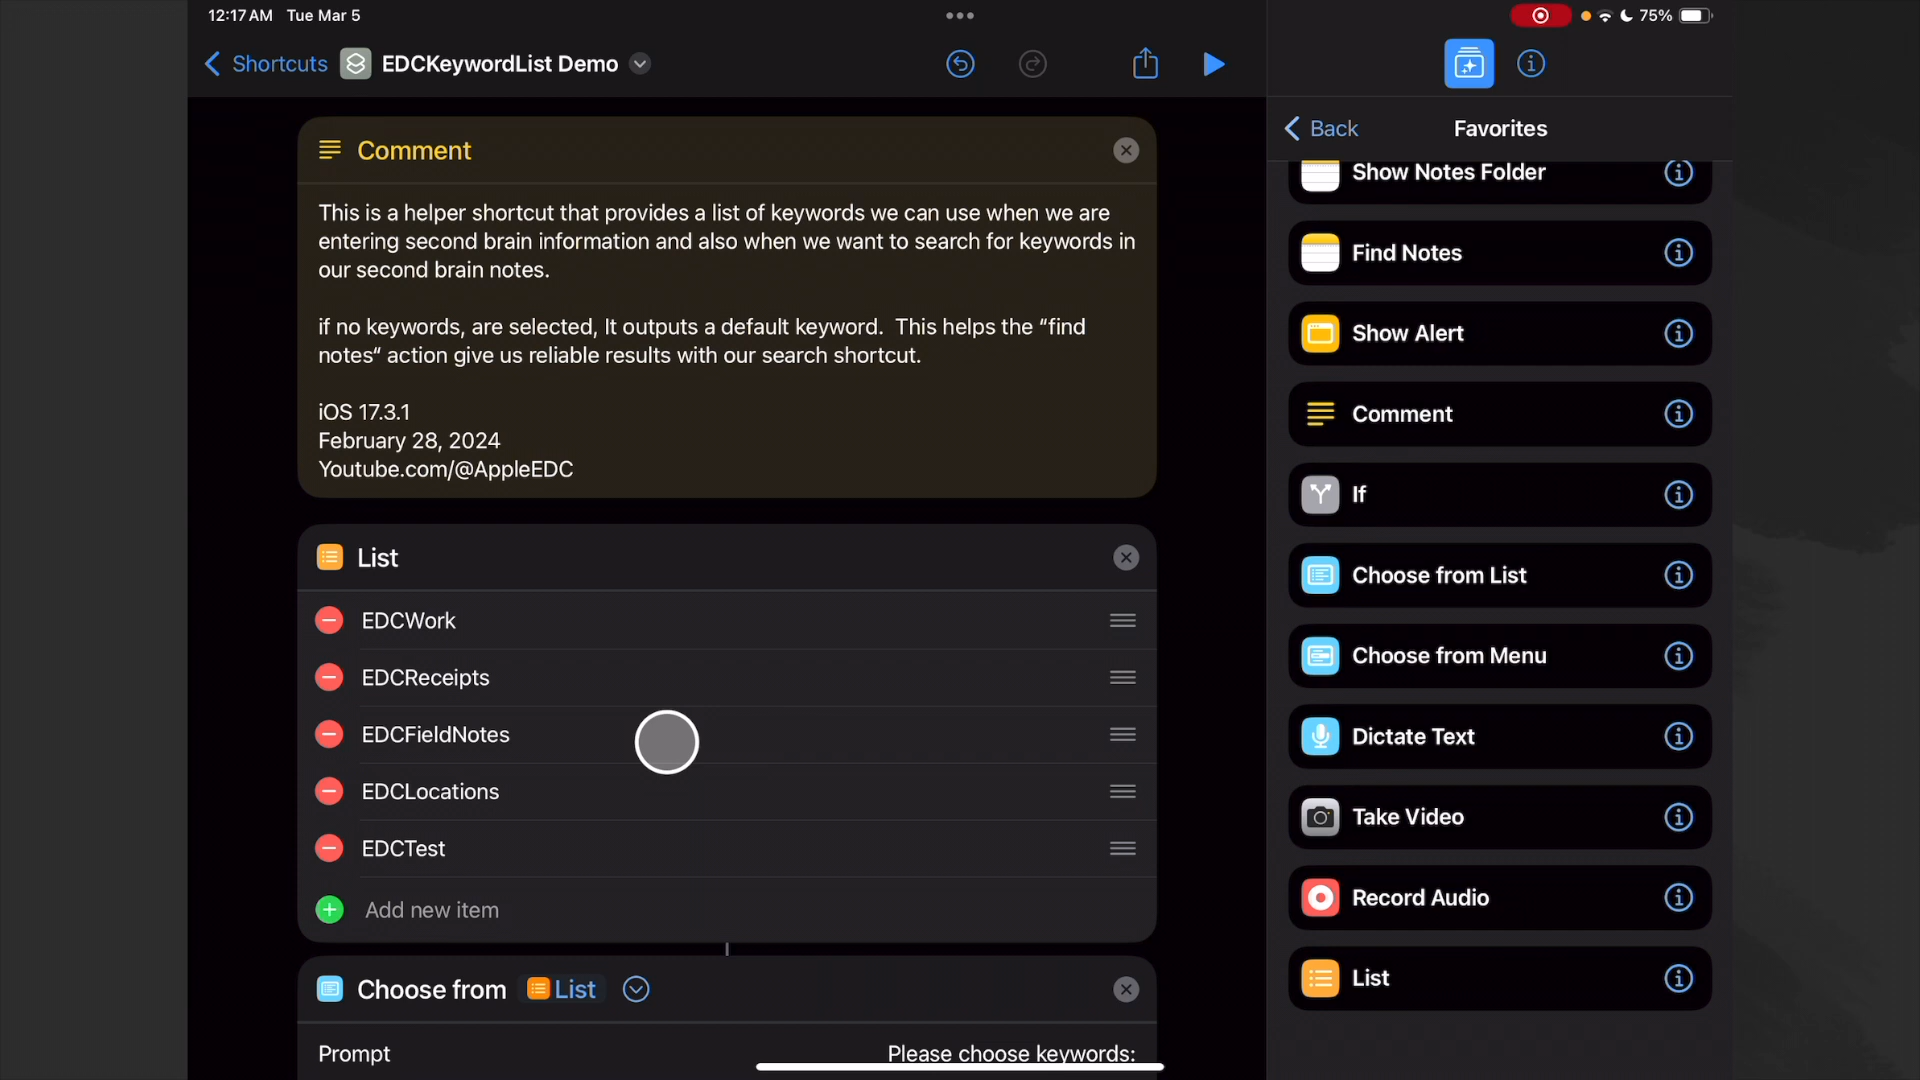 12:17 AM Tue Mar 5
75%
Shortcuts EDCKeywordList Demo
Comment
This is a helper shortcut that provides a list of keywords we can use when we are
entering second brain information and also when we want to search for keywords in
our second brain notes.
if no keywords, are selected, It outputs a default keyword. This helps the “find
notes“ action give us reliable results with our search shortcut.
iOS 17.3.1
February 28, 2024
Youtube.com/@AppleEDC
List
EDCWork
EDCReceipts
EDCFieldNotes
EDCLocations
EDCTest
Add new item
Choose from List
Prompt Please choose keywords:
Back Favorites
Show Notes Folder
Find Notes
Show Alert
Comment
If
Choose from List
Choose from Menu
Dictate Text
Take Video
Record Audio
List